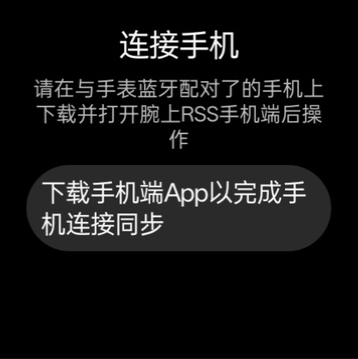 连接手机
请在与手表蓝牙配对了的手机上
下载并打开腕上RSS手机端后操
作
下载手机端App以完成手
机连接同步